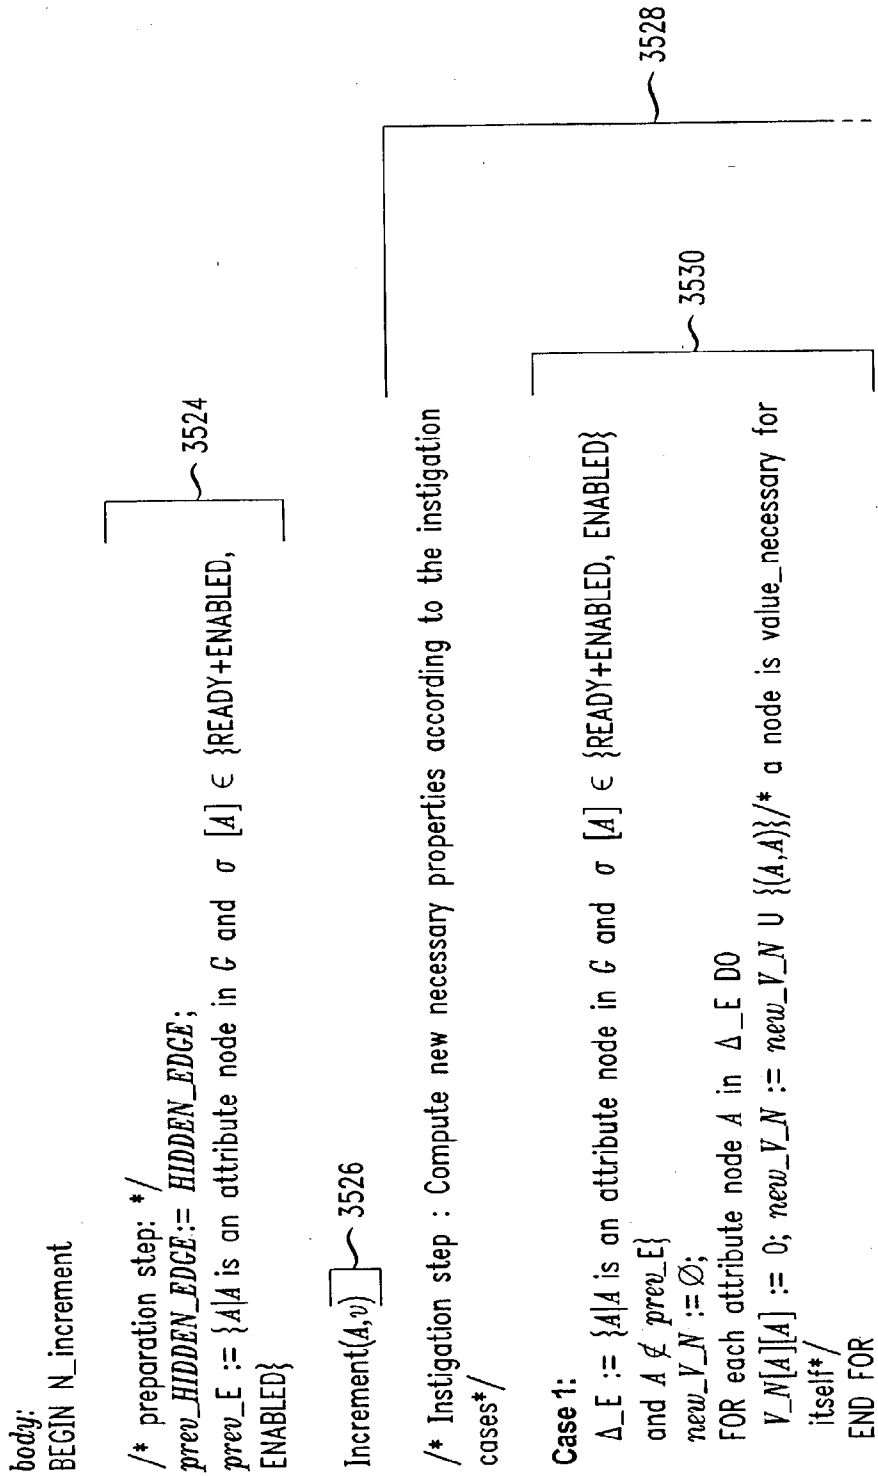 body:
BEGIN N_increment
/* preparation step: */
prev_HIDDEN_EDGE:= HIDDEN_EDGE;
prev_E := {A|A is an attribute node in G and σ [A] ∈ {READY+ENABLED,
ENABLED}
3524
Increment(A,v)
3526
/* Instigation step : Compute new necessary properties according to the instigation
cases*/
3528
Case 1:
Δ_E := {A|A is an attribute node in G and σ [A] ∈ {READY+ENABLED, ENABLED}
and A ∉ prev_E}
new_V_N :=∅;
FOR each attribute node A in Δ_E DO
V_N[A][A] := 0; new_V_N := new_V_N ∪ {(A,A)}/* a node is value_necessary for
itself*/
END FOR
3530